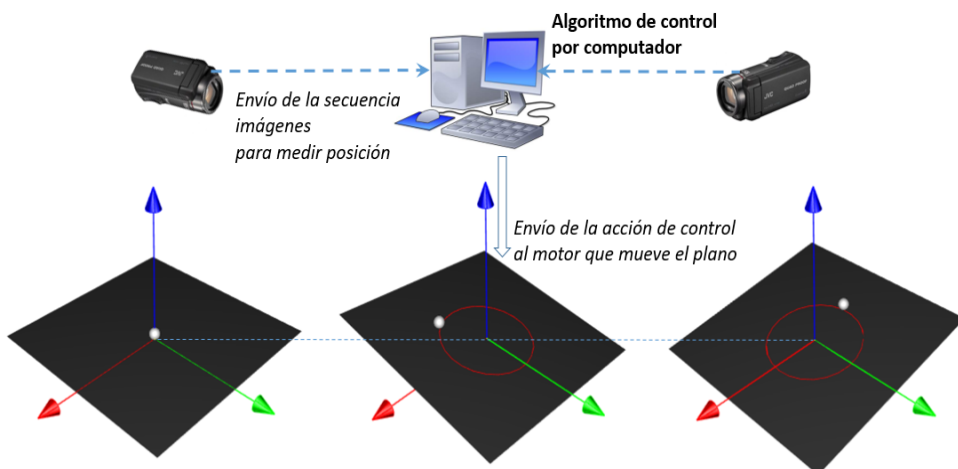 Algoritmo de control
por computador
Envío de la secuencia
imágenes
para medir posición
JVC
Envío de la acción de control
al motor que mueve el plano